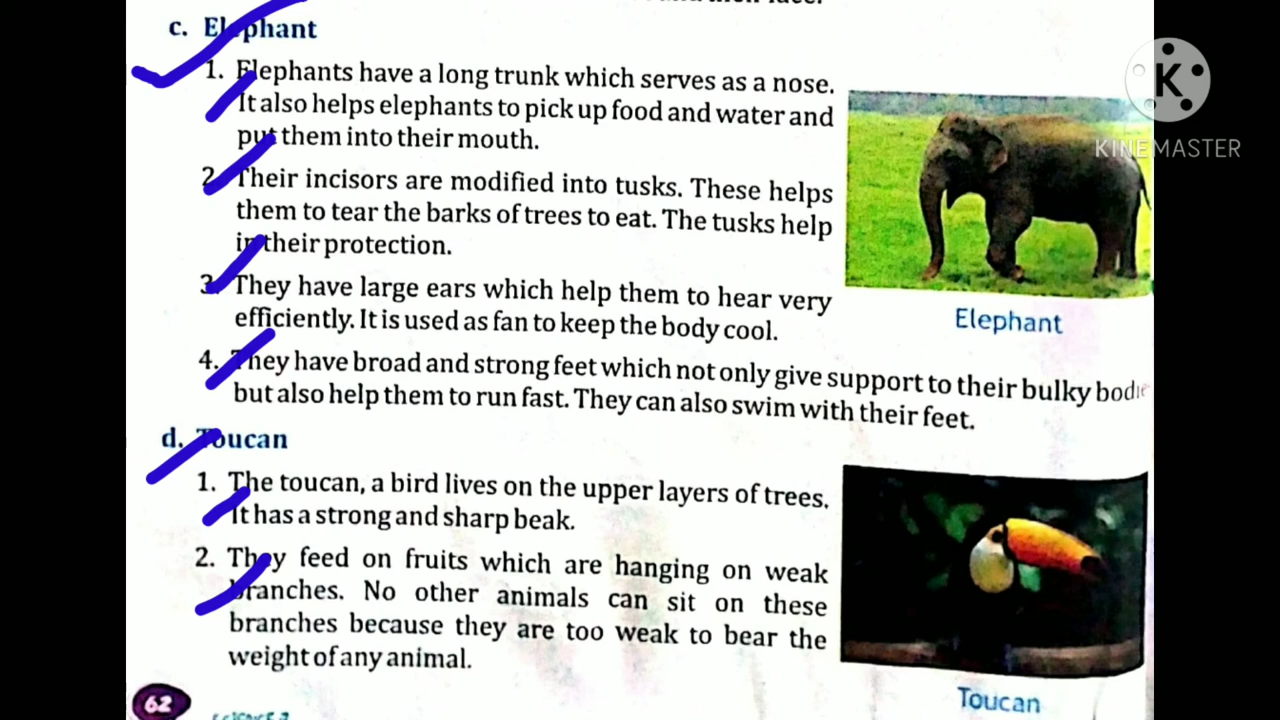 c. Elephant
1. Elephants have a long trunk which serves as a nose.
It also helps elephants to pick up food and water and
put them into their mouth.
2. Their incisors are modified into tusks. These helps
them to tear the barks of trees to eat. The tusks help
in their protection.
3. They have large ears which help them to hear very
efficiently. It is used as fan to keep the body cool.
4. They have broad and strong feet which not only give support to their bulky
but also help them to run fast. They can also swim with their feet.
Elephant
d. Toucan
1. The toucan, a bird lives on the upper layers of trees.
It has a strong and sharp beak.
2. They feed on fruits which are hanging on weak
branches. No other animals can sit on these
branches because they are too weak to bear the
weight of any animal.
Toucan
62
K
KINEMASTER